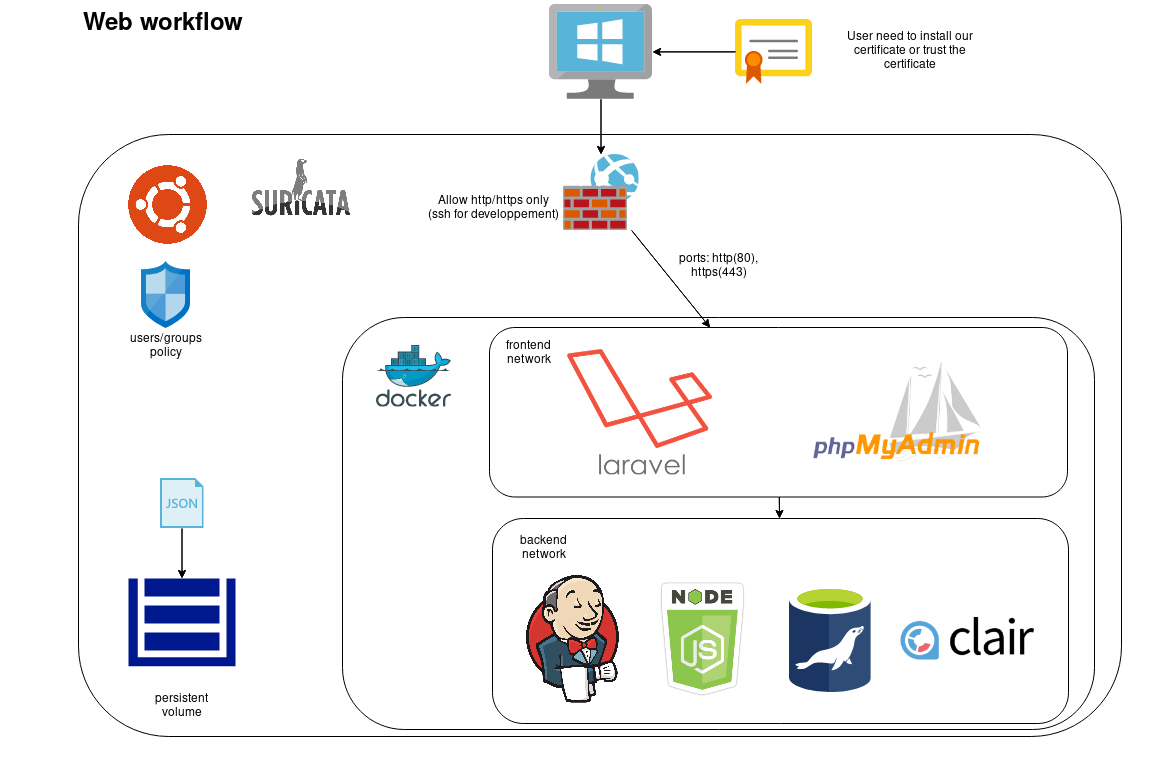 Web workflow
User need to install our
certificate or trust the
certificate
SURICATA
Allow http/https only
(ssh for developpement)
ports: http(80),
https(443)
users/groups
policy
frontend
network
docker
laravel
phpMyAdmin
JSON
backend
network
NODE
JS
clair
persistent
volume